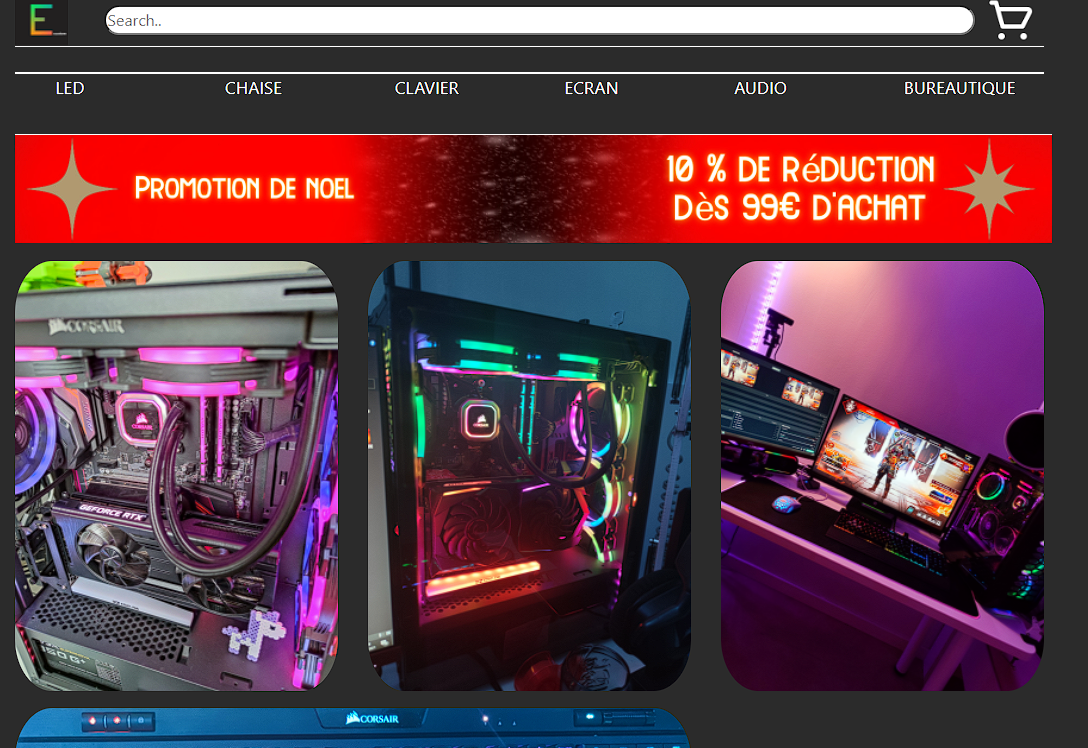 E
Search..
LED
CHAISE
CLAVIER
ECRAN
AUDIO
BUREAUTIQUE
PROMOTION DE NOEL
10 % DE RéDUCTION
DèS 99€ D'ACHAT
CORSAIR
CORSAIR
GEFORCE RTX
CORSAIR
CORSAIR